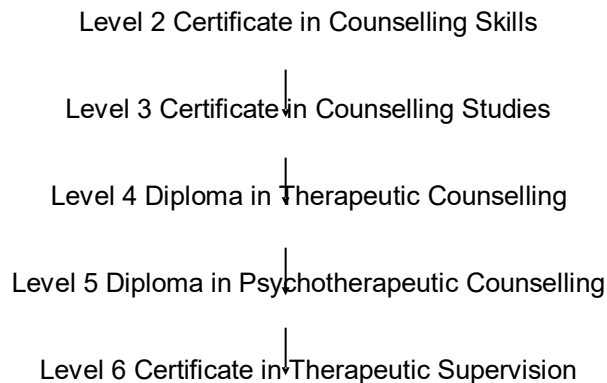 Level 2 Certificate in Counselling Skills
Level 3 Certificate in Counselling Studies
Level 4 Diploma in Therapeutic Counselling
Level 5 Diploma in Psychotherapeutic Counselling
Level 6 Certificate in Therapeutic Supervision